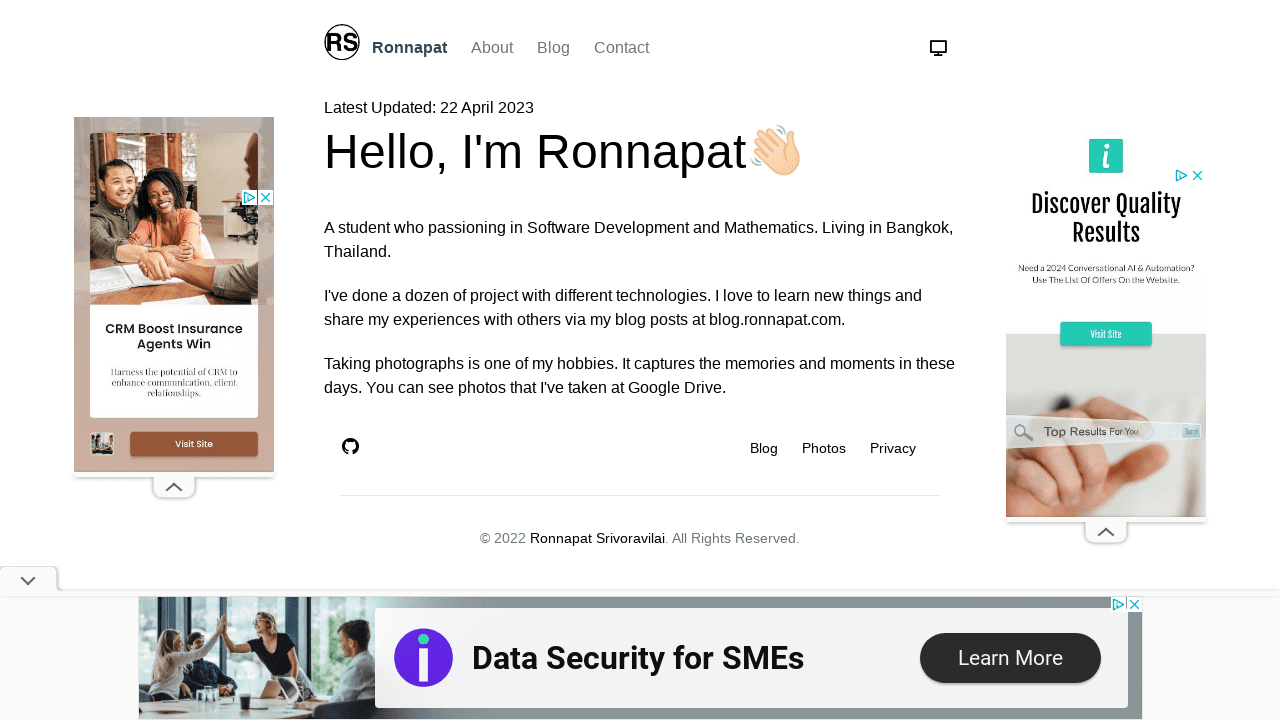 RS
Ronnapat
About
Blog
Contact
Latest Updated: 22 April 2023
Hello, I'm Ronnapat👋🏻
A student who passioning in Software Development and Mathematics. Living in Bangkok,
Thailand.
I've done a dozen of project with different technologies. I love to learn new things and
share my experiences with others via my blog posts at blog.ronnapat.com.
Taking photographs is one of my hobbies. It captures the memories and moments in these
days. You can see photos that I've taken at Google Drive.
Blog
Photos
Privacy
© 2022 Ronnapat Srivoravilai. All Rights Reserved.
CRM Boost Insurance
Agents Win
Harness the potential of CRM to
enhance communication, client
relationships.
Visit Site
Discover Quality
Results
Need a 2024 Conversational AI & Automation?
Use The LIst Of Offers On the Website.
Visit Site
Top Results For You
Search
Data Security for SMEs
Learn More